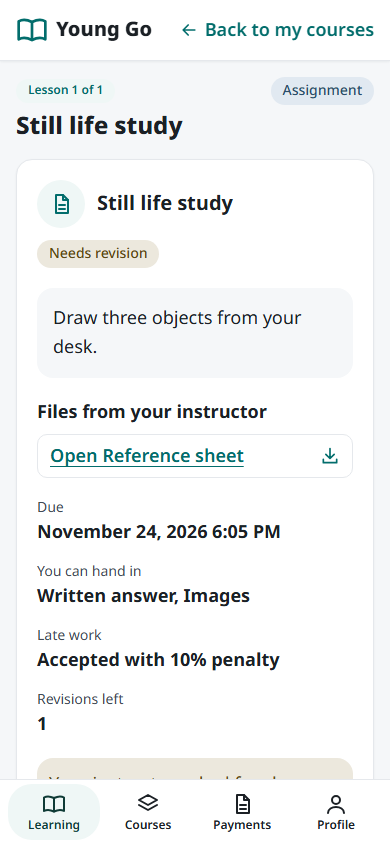 Young Go
← Back to my courses
Lesson 1 of 1
Assignment
Still life study
Still life study
Needs revision
Draw three objects from your
desk.
Files from your instructor
Open Reference sheet
Due
November 24, 2026 6:05 PM
You can hand in
Written answer, Images
Late work
Accepted with 10% penalty
Revisions left
1
Learning
Courses
Payments
Profile